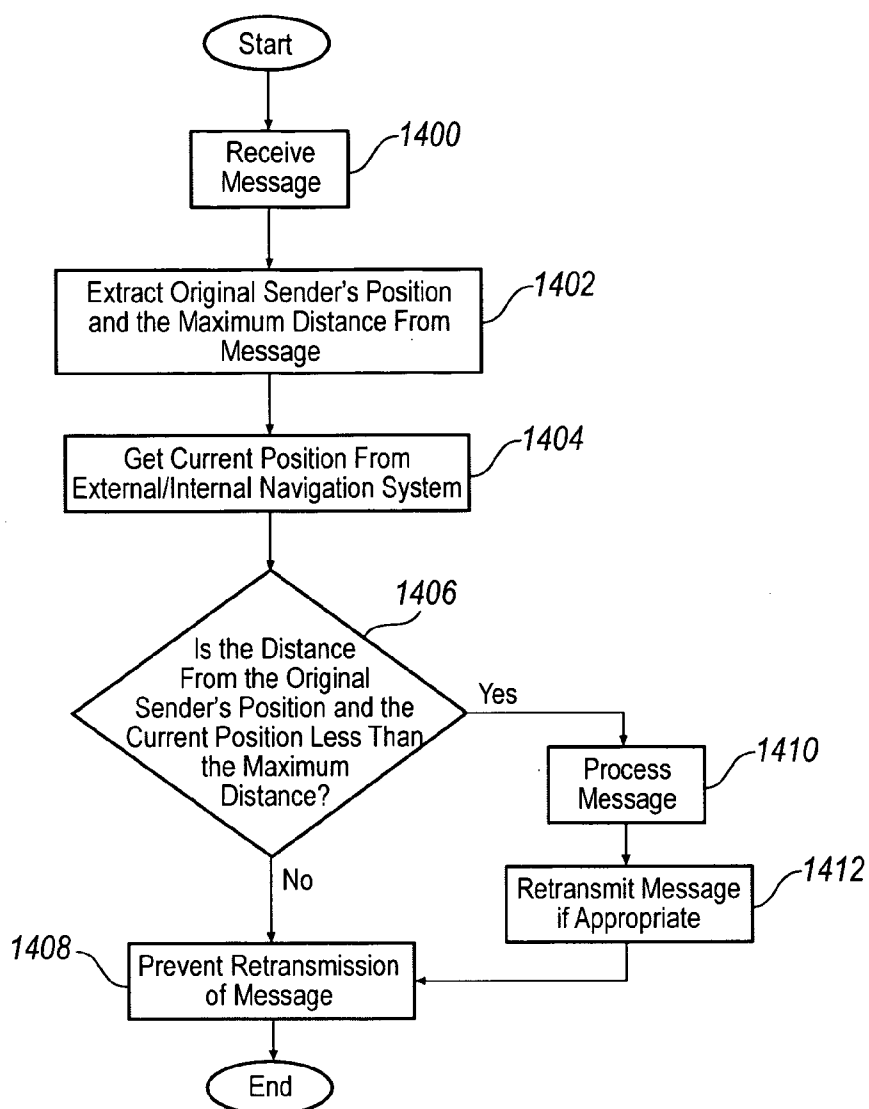 Start
1400
Receive
Message
1402
Extract Original Sender's Position
and the Maximum Distance From
Message
1404
Get Current Position From
External/Internal Navigation System
1406
Is the Distance
From the Original
Sender's Position and the
Current Position Less Than
the Maximum
Distance?
Yes
1410
Process
Message
No
1412
Retransmit Message
if Appropriate
1408
Prevent Retransmission
of Message
End